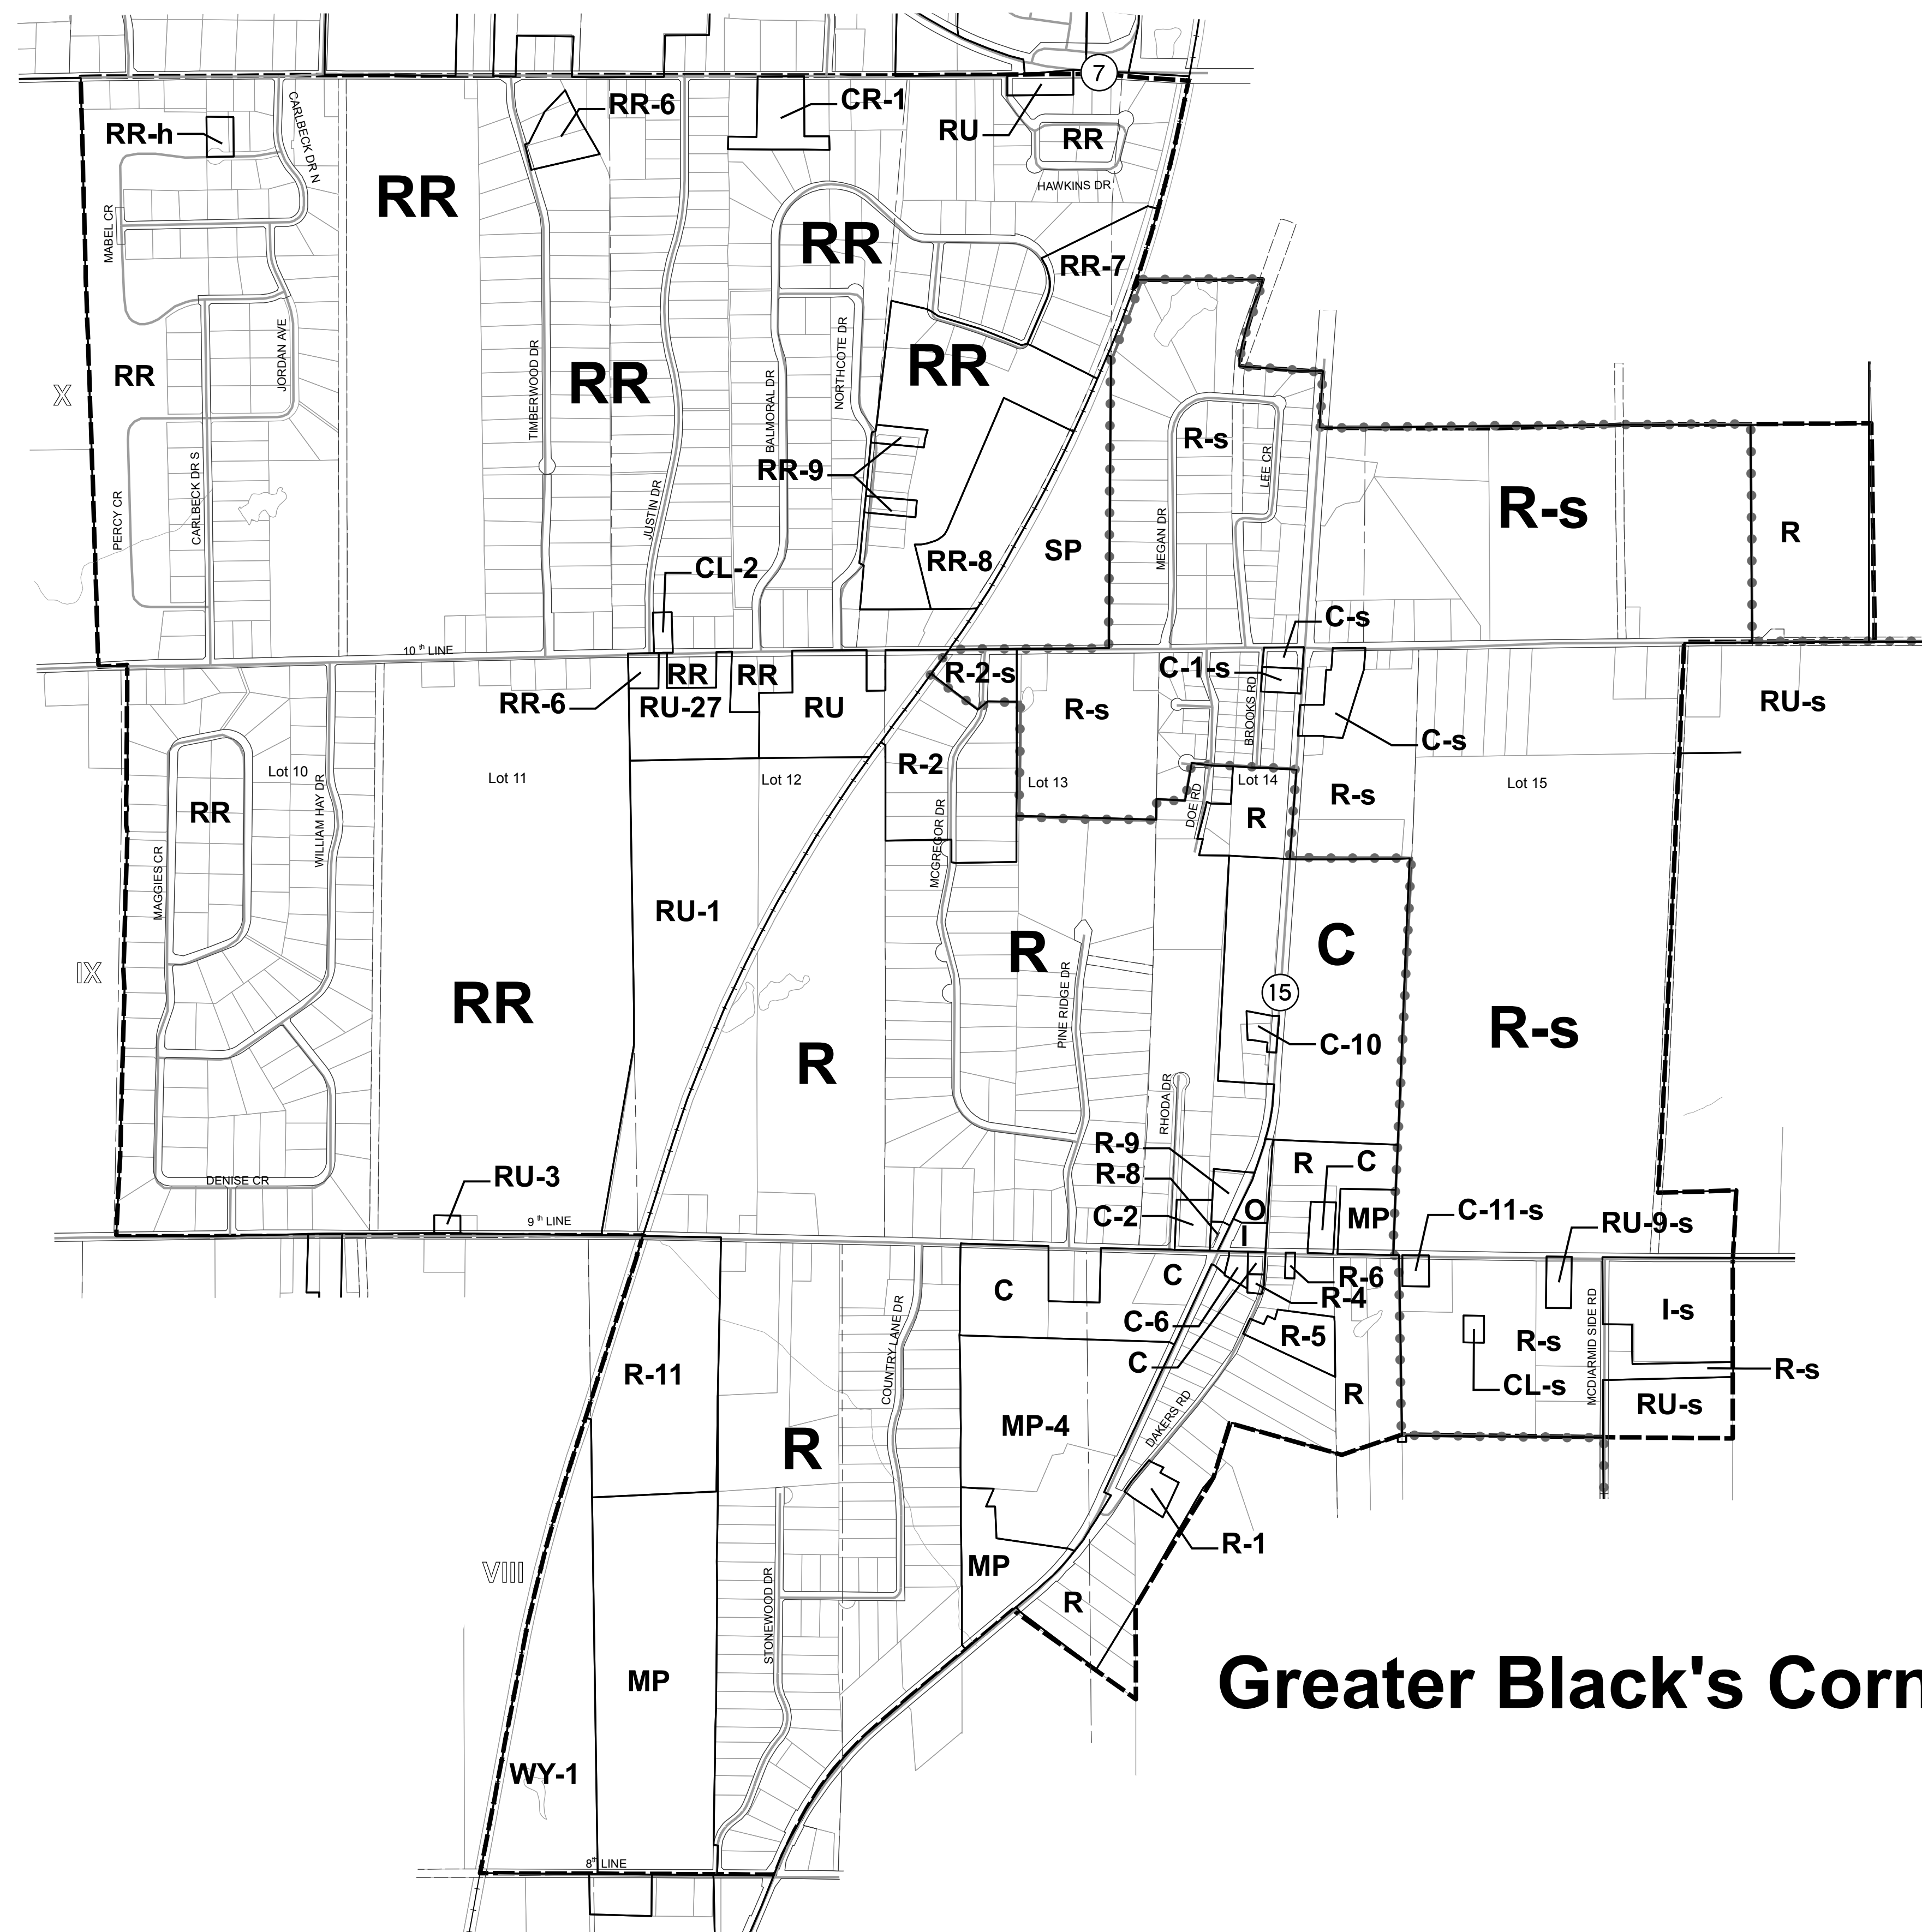 7
RR-h
CARLBECK DR N
RR-6
CR-1
RU
RR
HAWKINS DR
RR
MABEL CR
RR
RR-7
X
RR
JORDAN AVE
TIMBERWOOD DR
RR
BALMORAL DR
NORTHCOTE DR
RR
R-s
LEE CR
PERCY CR
CARLBECK DR S
JUSTIN DR
RR-9
MEGAN DR
R-s
R
CL-2
RR-8
SP
C-s
10 th LINE
RR-6
RR
RU-27
RR
RU
R-2-s
R-s
C-1-s
BROOKS RD
C-s
RU-s
Lot 10
Lot 11
Lot 12
R-2
Lot 13
Lot 14
Lot 15
RR
MAGGIES CR
WILLIAM HAY DR
MCGREGOR DR
DOE RD
R
R-s
RU-1
IX
RR
R
R
PINE RIDGE DR
C
15
C-10
R-s
RHODA DR
DENISE CR
RU-3
9 th LINE
R-9
R-8
C-2
O
I
R
C
MP
C-11-s
RU-9-s
C
C
R-6
R-4
C-6
C
R-5
R-s
CL-s
MCDIARMID SIDE RD
I-s
R-s
RU-s
R-11
COUNTRY LANE DR
R
MP-4
DAKERS RD
R
R-1
VIII
STONEWOOD DR
MP
R
MP
WY-1
8th LINE
Greater Black's Corn